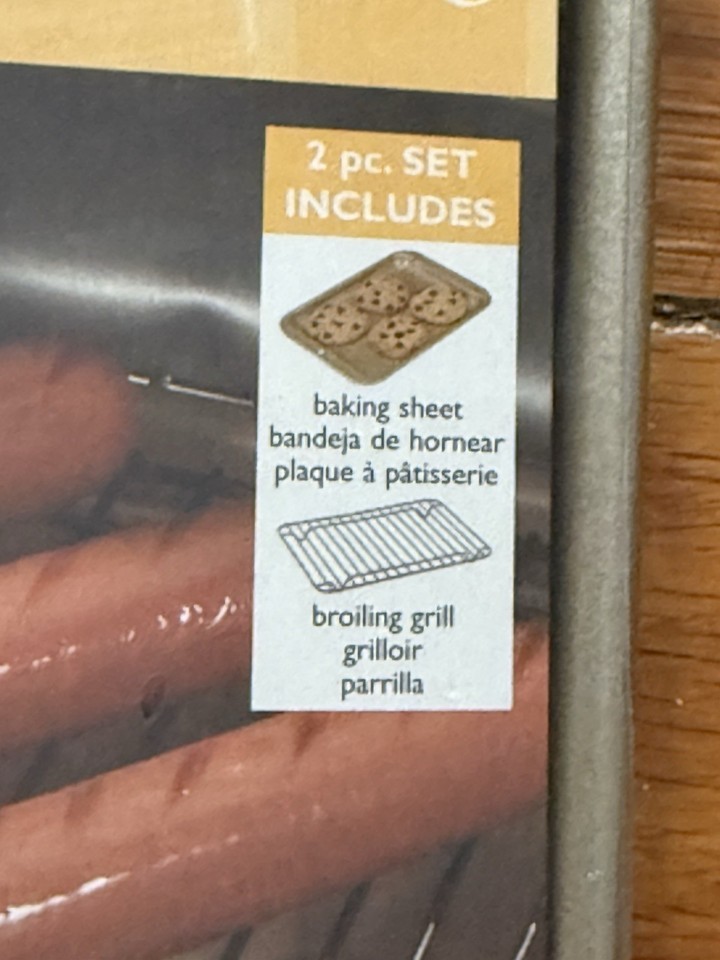 2 pc. SET
INCLUDES
baking sheet
bandeja de hornear
plaque à pâtisserie
broiling grill
grilloir
parrilla